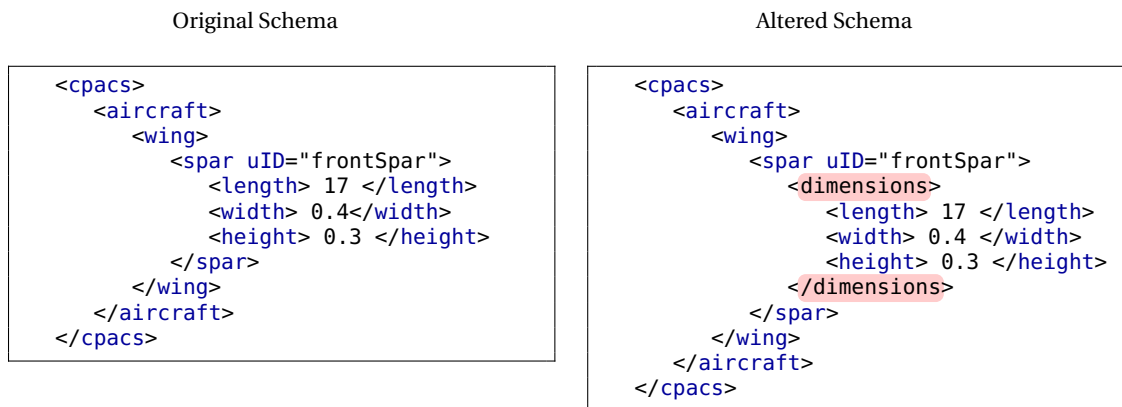 Original Schema
<cpacs>
<aircraft>
<wing>
<spar uID="frontSpar">
<length> 17 </length>
<width> 0.4</width>
<height> 0.3 </height>
</spar>
</wing>
</aircraft>
</cpacs>
Altered Schema
<cpacs>
<aircraft>
<wing>
<spar uID="frontSpar">
<dimensions>
<length> 17 </length>
<width> 0.4 </width>
<height> 0.3 </height>
</dimensions>
</spar>
</wing>
</aircraft>
</cpacs>